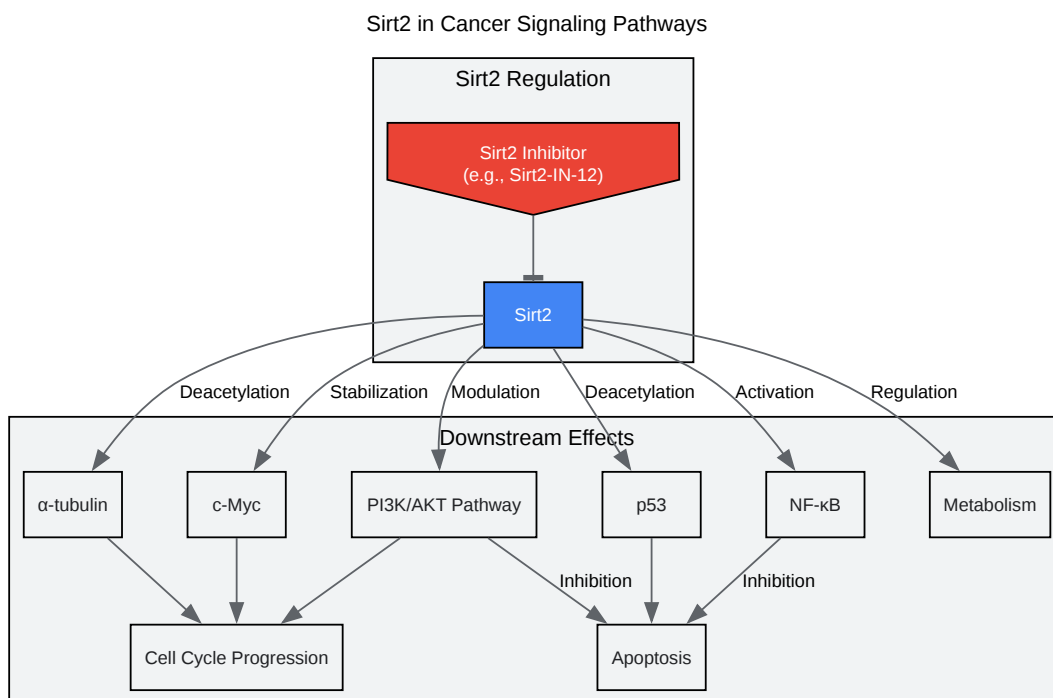 Sirt2 in Cancer Signaling Pathways
Sirt2 Regulation
Sirt2 Inhibitor
(e.g., Sirt2-IN-12)
Sirt2
Deacetylation
Stabilization
Modulation
Deacetylation
Activation
Regulation
Downstream Effects
α-tubulin
c-Myc
PI3K/AKT Pathway
p53
NF-κB
Metabolism
Inhibition
Inhibition
Cell Cycle Progression
Apoptosis